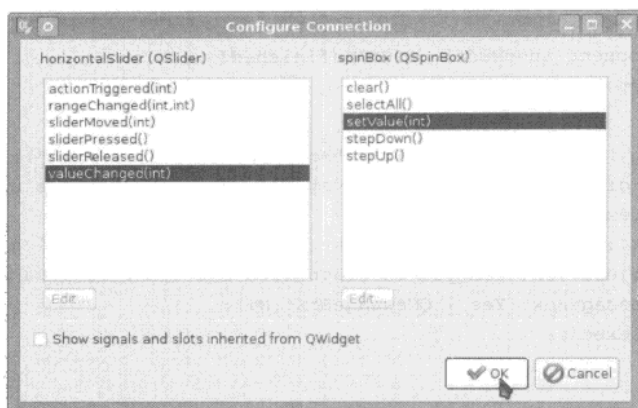 Configure Connection
horizontalSlider (QSlider)
actionTriggered(int)
rangeChanged(int,int)
sliderMoved(int)
sliderPressed()
sliderReleased()
valueChanged(int)
Edit...
spinBox (QSpinBox)
clear()
selectAll()
setValue(int)
stepDown()
stepUp()
Edit...
Show signals and slots inherited from QWidget
OK
Cancel